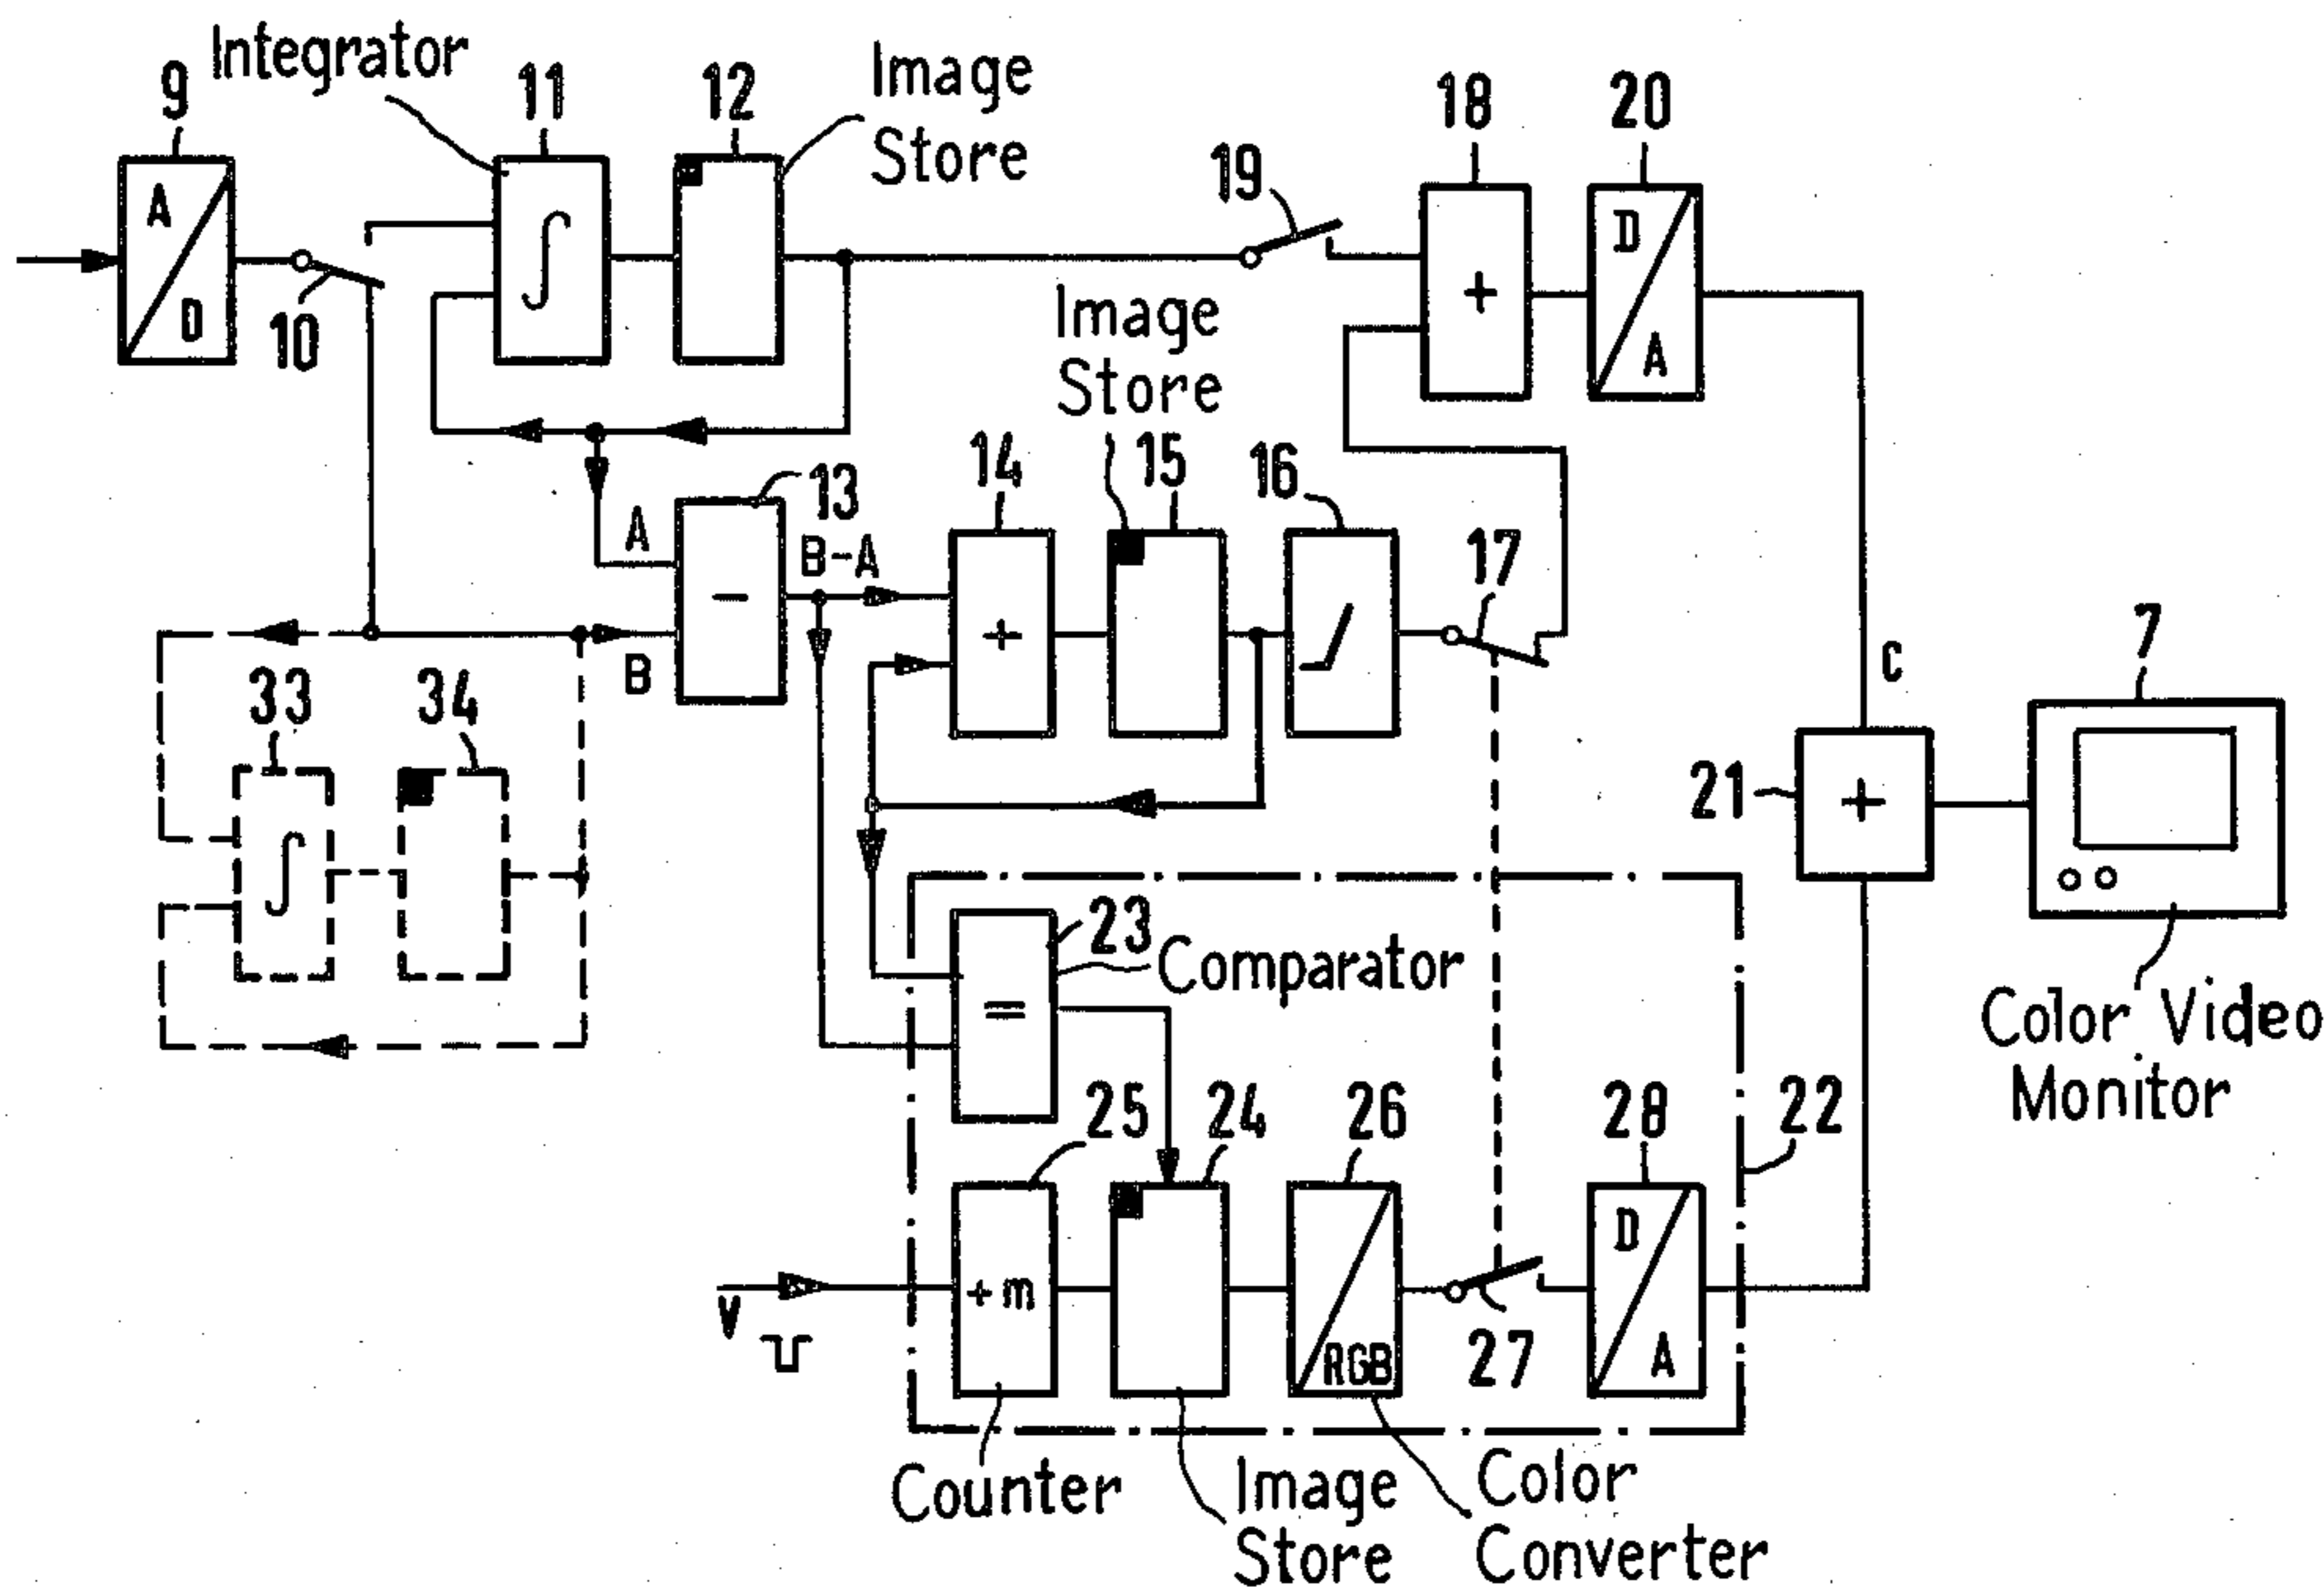 Integrator
9
11
12
Image
Store
18
20
19
A
D
10
∫
+
D
A
Image
Store
14
15
16
13
17
A
B-A
-
+
B
C
7
33
34
∫
21
+
23
Comparator
=
Color Video
Monitor
25
24
26
28
22
V
+m
RGB
27
D
A
Counter
Image
Store
Color
Converter